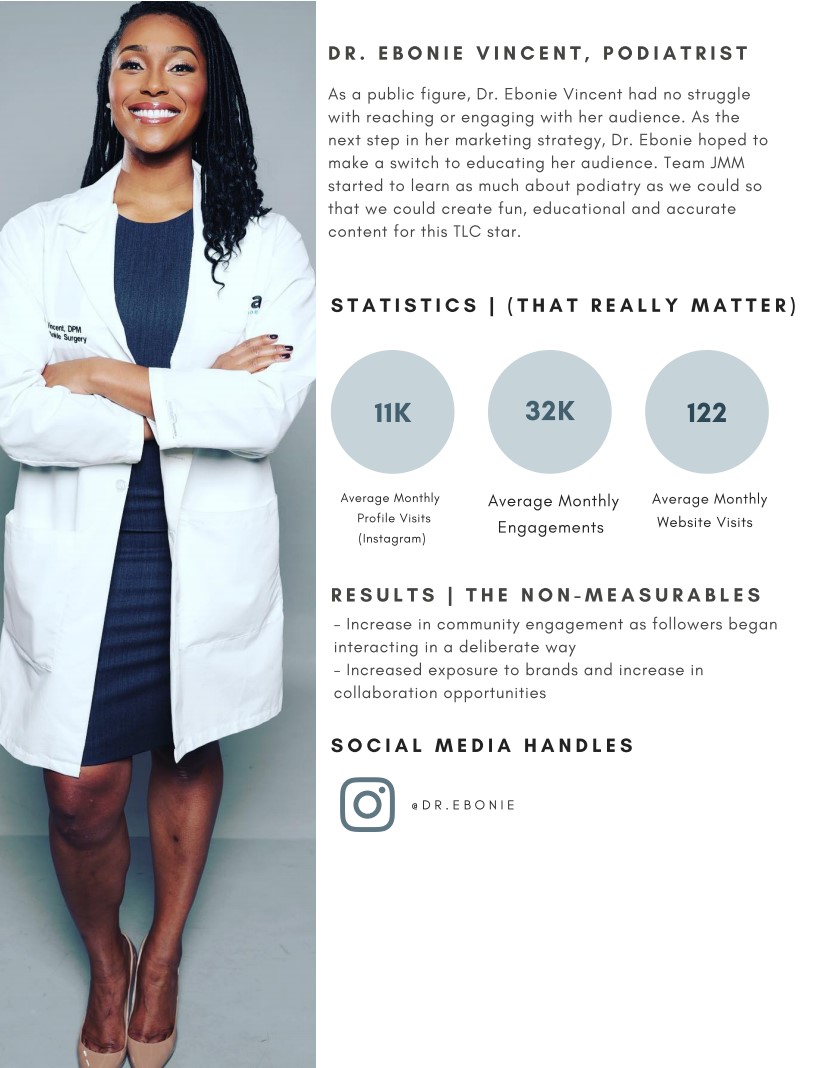 DR. EBONIE VINCENT, PODIATRIST
As a public figure, Dr. Ebonie Vincent had no struggle
with reaching or engaging with her audience. As the
next step in her marketing strategy, Dr. Ebonie hoped to
make a switch to educating her audience. Team JMM
started to learn as much about podiatry as we could so
that we could create fun, educational and accurate
content for this TLC star.
a
ncent, DPM
nkle Surgery
STATISTICS | (THAT REALLY MATTER)
11K
32K
122
Average Monthly
Profile Visits
(Instagram)
Average Monthly
Engagements
Average Monthly
Website Visits
RESULTS | THE NON-MEASURABLES
- Increase in community engagement as followers began
interacting in a deliberate way
- Increased exposure to brands and increase in
collaboration opportunities
SOCIAL MEDIA HANDLES
@DR.EBONIE